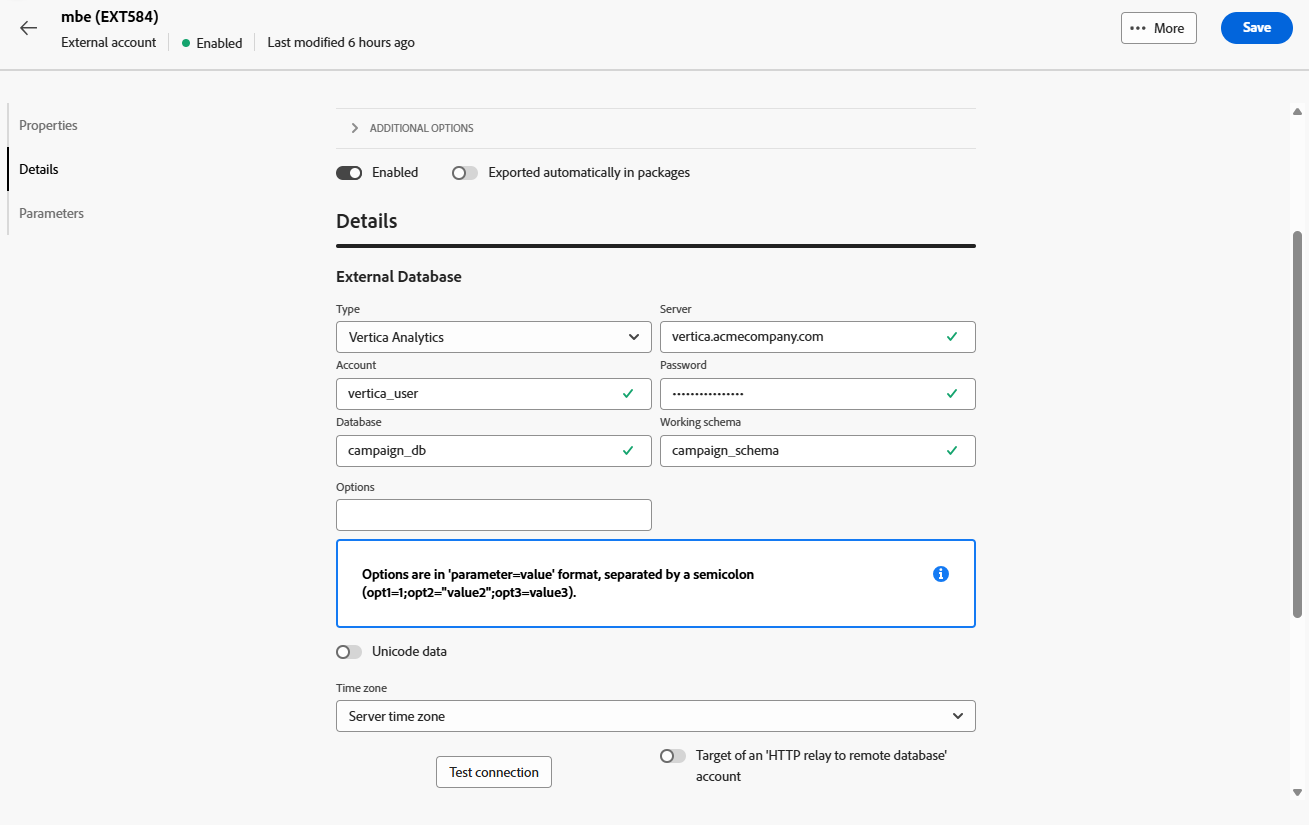 mbe (EXT584)
External account
Enabled
Last modified 6 hours ago
More
Save
Properties
Details
Parameters
ADDITIONAL OPTIONS
Enabled
Exported automatically in packages
Details
External Database
Type
Server
Vertica Analytics
vertica.acmecompany.com
Account
Password
vertica_user
••••••••••••••••
Database
Working schema
campaign_db
campaign_schema
Options
Options are in 'parameter=value' format, separated by a semicolon
(opt1=1;opt2="value2";opt3=value3).
Unicode data
Time zone
Server time zone
Test connection
Target of an 'HTTP relay to remote database'
account